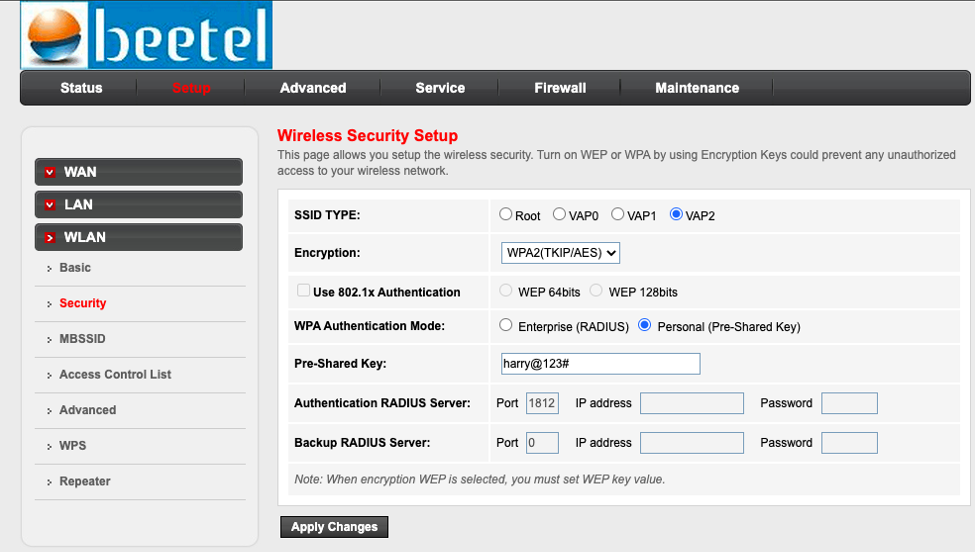 beetel
Status Setup Advanced Service Firewall Maintenance
WAN
LAN
WLAN
Basic
Security
MBSSID
Access Control List
Advanced
WPS
Repeater
Wireless Security Setup
This page allows you setup the wireless security. Turn on WEP or WPA by using Encryption Keys could prevent any unauthorized
access to your wireless network.
SSID TYPE: Root VAP0 VAP1 VAP2
Encryption: WPA2(TKIP/AES)
Use 802.1x Authentication WEP 64bits WEP 128bits
WPA Authentication Mode: Enterprise (RADIUS) Personal (Pre-Shared Key)
Pre-Shared Key: harry@123#
Authentication RADIUS Server: Port 1812 IP address Password
Backup RADIUS Server: Port 0 IP address Password
Note: When encryption WEP is selected, you must set WEP key value.
Apply Changes